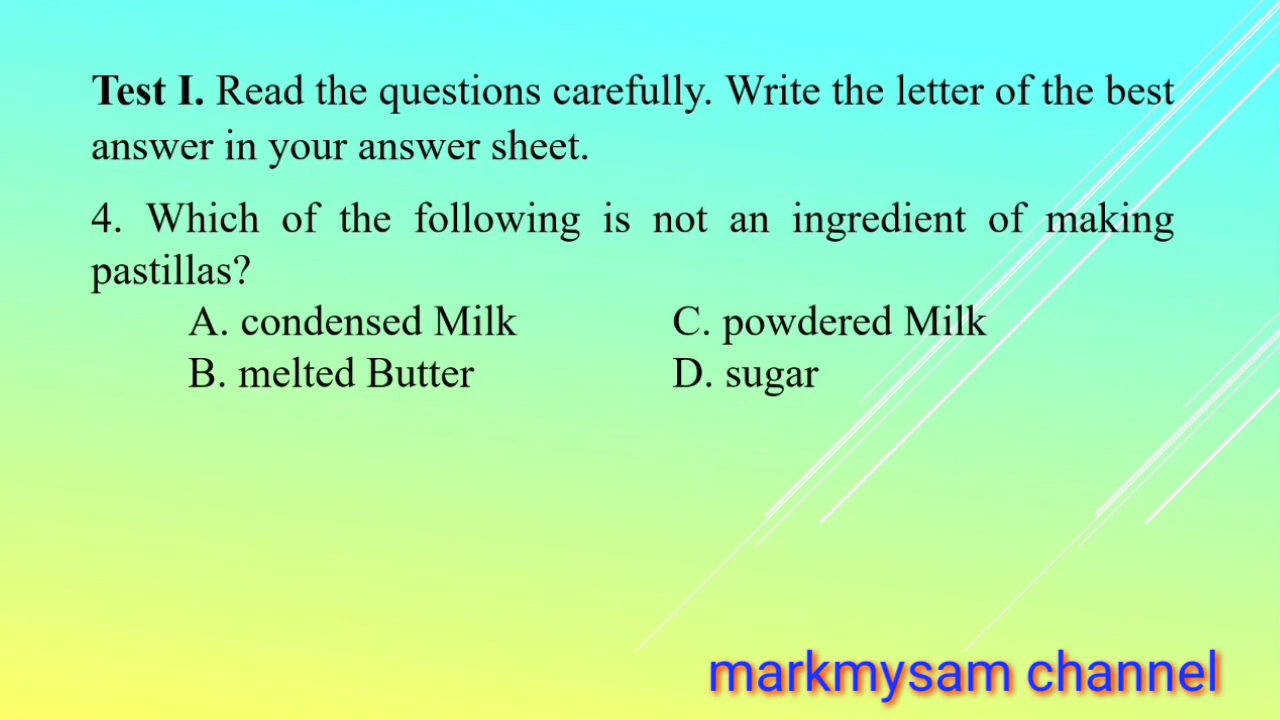 Test I. Read the questions carefully. Write the letter of the best
answer in your answer sheet.
4. Which of the following is not an ingredient of making
pastillas?
A. condensed Milk C. powdered Milk
B. melted Butter D. sugar
markmysam channel